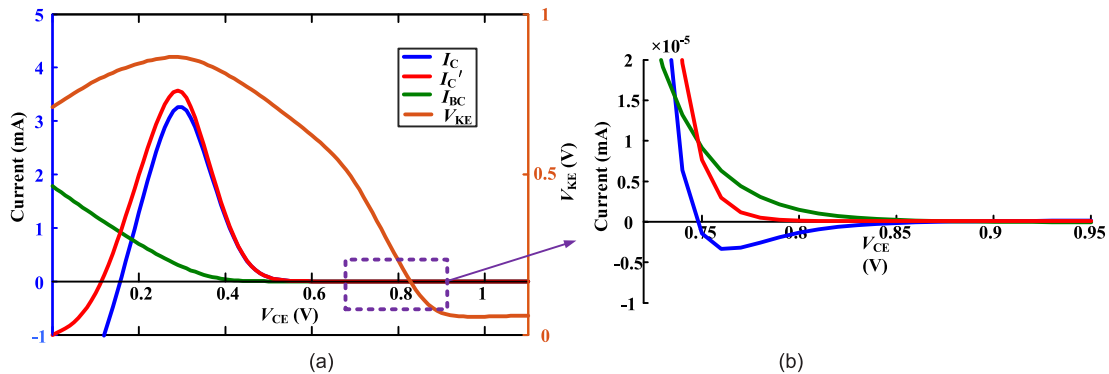 5
4
3
2
1
0
-1
Current (mA)
0.2
0.4
0.6
0.8
1
V_CE (V)
1
0.5
0
V_KE (V)
I_C
I_C'
I_BC
V_KE
(a)
×10^-5
2
1.5
1
0.5
0
-0.5
-1
Current (mA)
0.75
0.8
0.85
0.9
0.95
V_CE
(V)
(b)